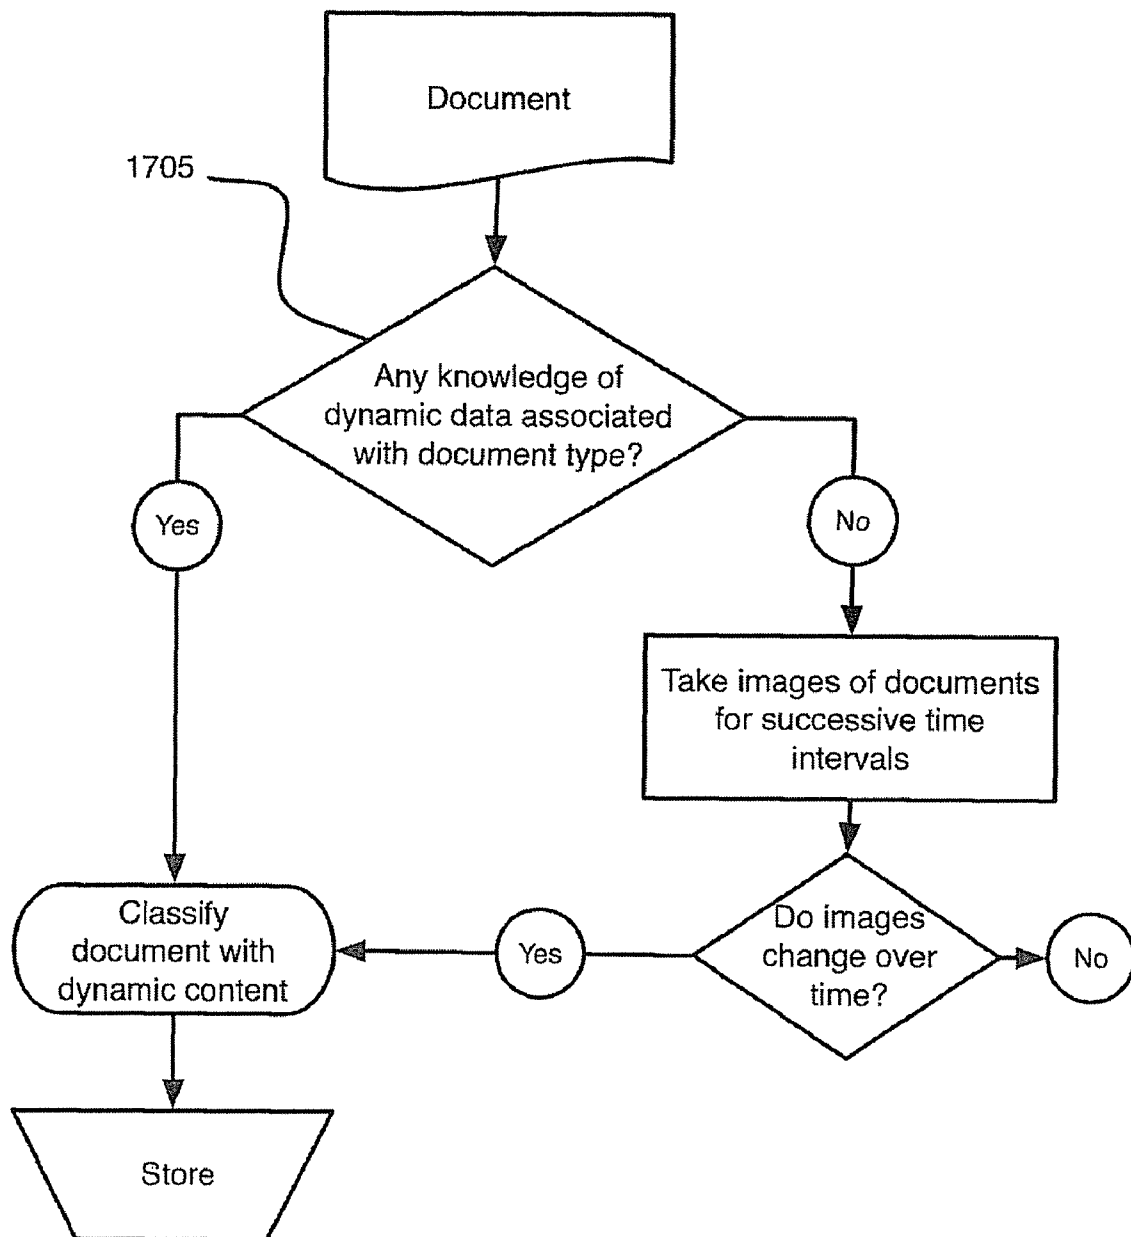 Document
1705
Any knowledge of
dynamic data associated
with document type?
Yes
No
Take images of documents
for successive time
intervals
Classify
document with
dynamic content
Yes
Do images
change over
time?
No
Store